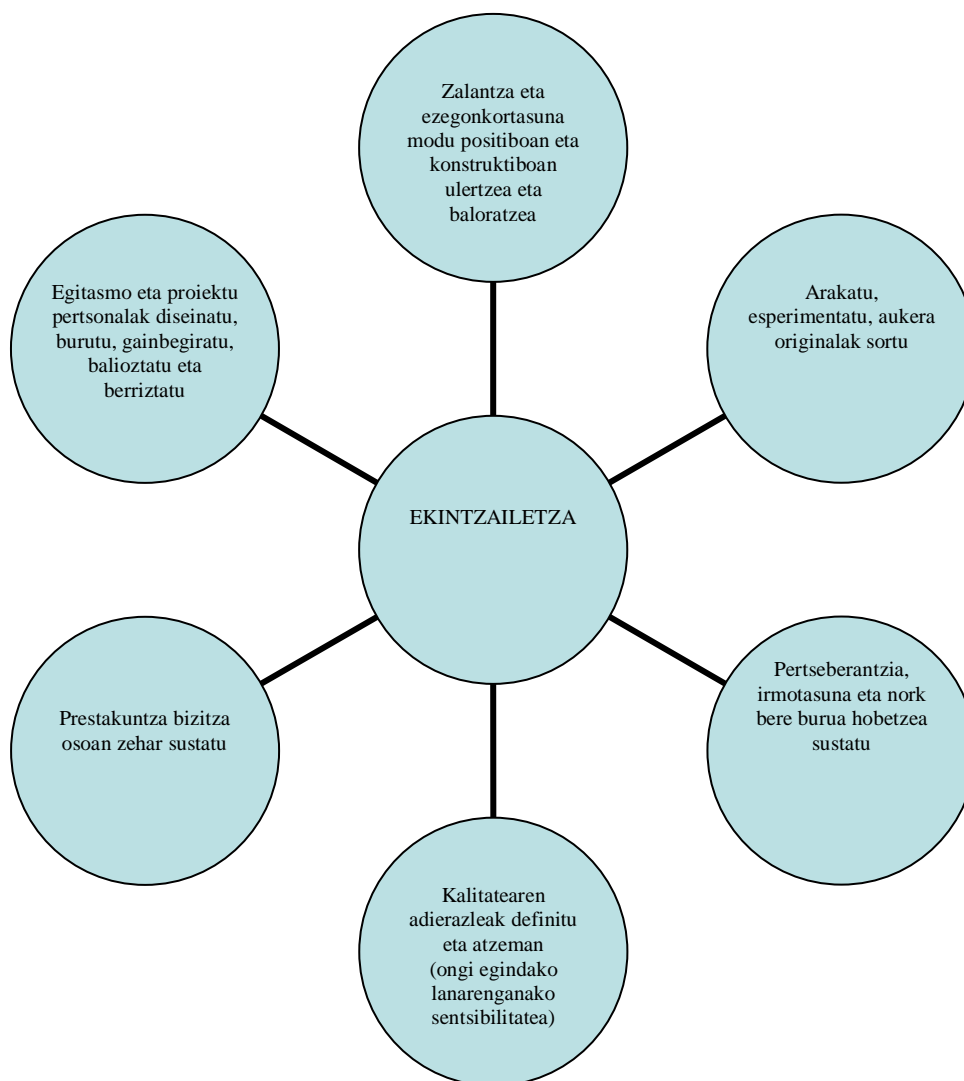 Zalantza eta
ezegonkortasuna
modu positiboan eta
konstruktiboan
ulertzea eta
baloratzea
Egitasmo eta proiektu
pertsonalak diseinatu,
burutu, gainbegiratu,
balioztatu eta
berriztatu
Arakatu,
esperimentatu, aukera
originalak sortu
EKINTZAILETZA
Prestakuntza bizitza
osoan zehar sustatu
Pertseberantzia,
irmotasuna eta nork
bere burua hobetzea
sustatu
Kalitatearen
adierazleak definitu
eta atzeman
(ongi egindako
lanarenganako
sentsibilitatea)